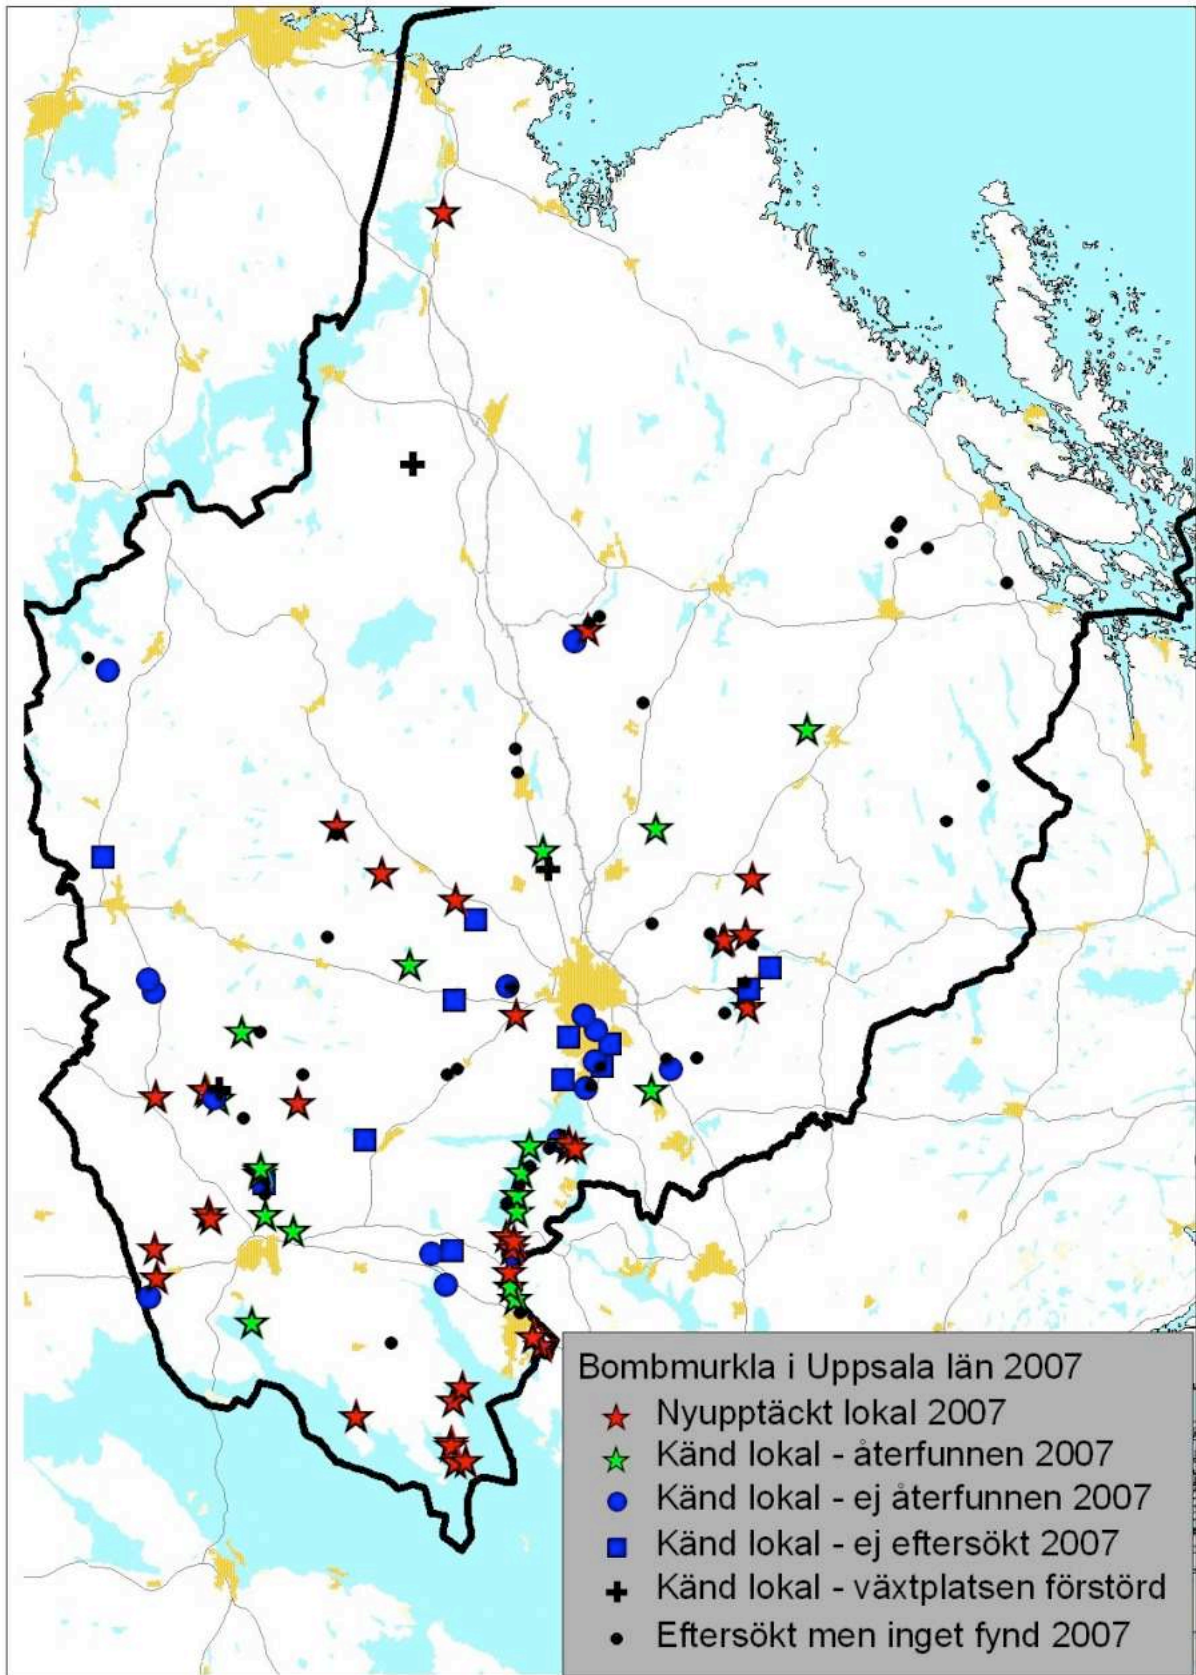 Bombmurkla i Uppsala län 2007
Nyupptäckt lokal 2007
Känd lokal - återfunnen 2007
Känd lokal - ej återfunnen 2007
Känd lokal - ej eftersökt 2007
Känd lokal - växtplatsen förstörd
Eftersökt men inget fynd 2007